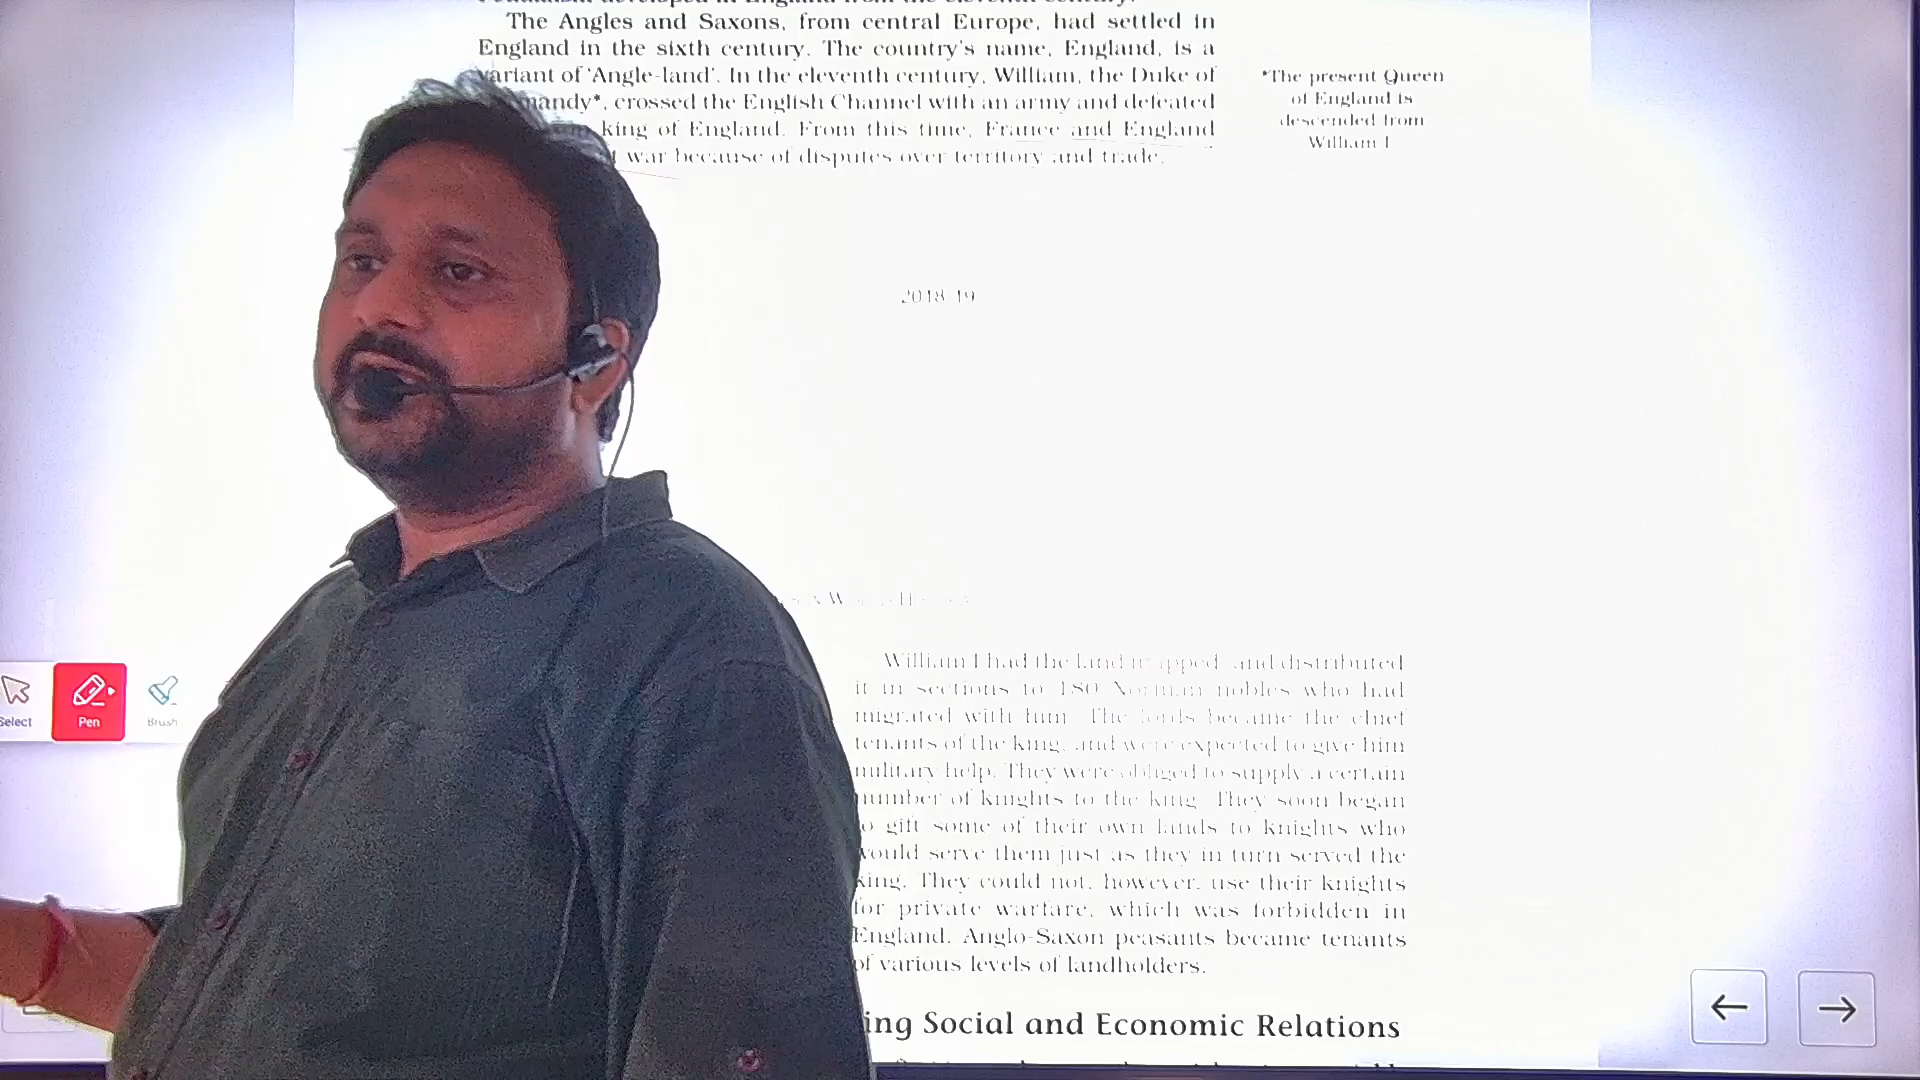 Feudalism developed in England from the eleventh century.
The Angles and Saxons, from central Europe, had settled in
England in the sixth century. The country's name, England, is a
variant of 'Angle-land'. In the eleventh century, William, the Duke of
mandy*, crossed the English Channel with an army and defeated
king of England. From this time, France and England
war because of disputes over territory and trade.
*The present Queen
of England is
descended from
William I
2018-19
William I had the land mapped, and distributed
it in sections to 180 Norman nobles who had
migrated with him. The lords became the chief
tenants of the king, and were expected to give him
military help. They were obliged to supply a certain
number of knights to the king. They soon began
to gift some of their own lands to knights who
would serve them just as they in turn served the
king. They could not, however, use their knights
for private warfare, which was forbidden in
England. Anglo-Saxon peasants became tenants
of various levels of landholders.
ing Social and Economic Relations
Select
Pen
Brush